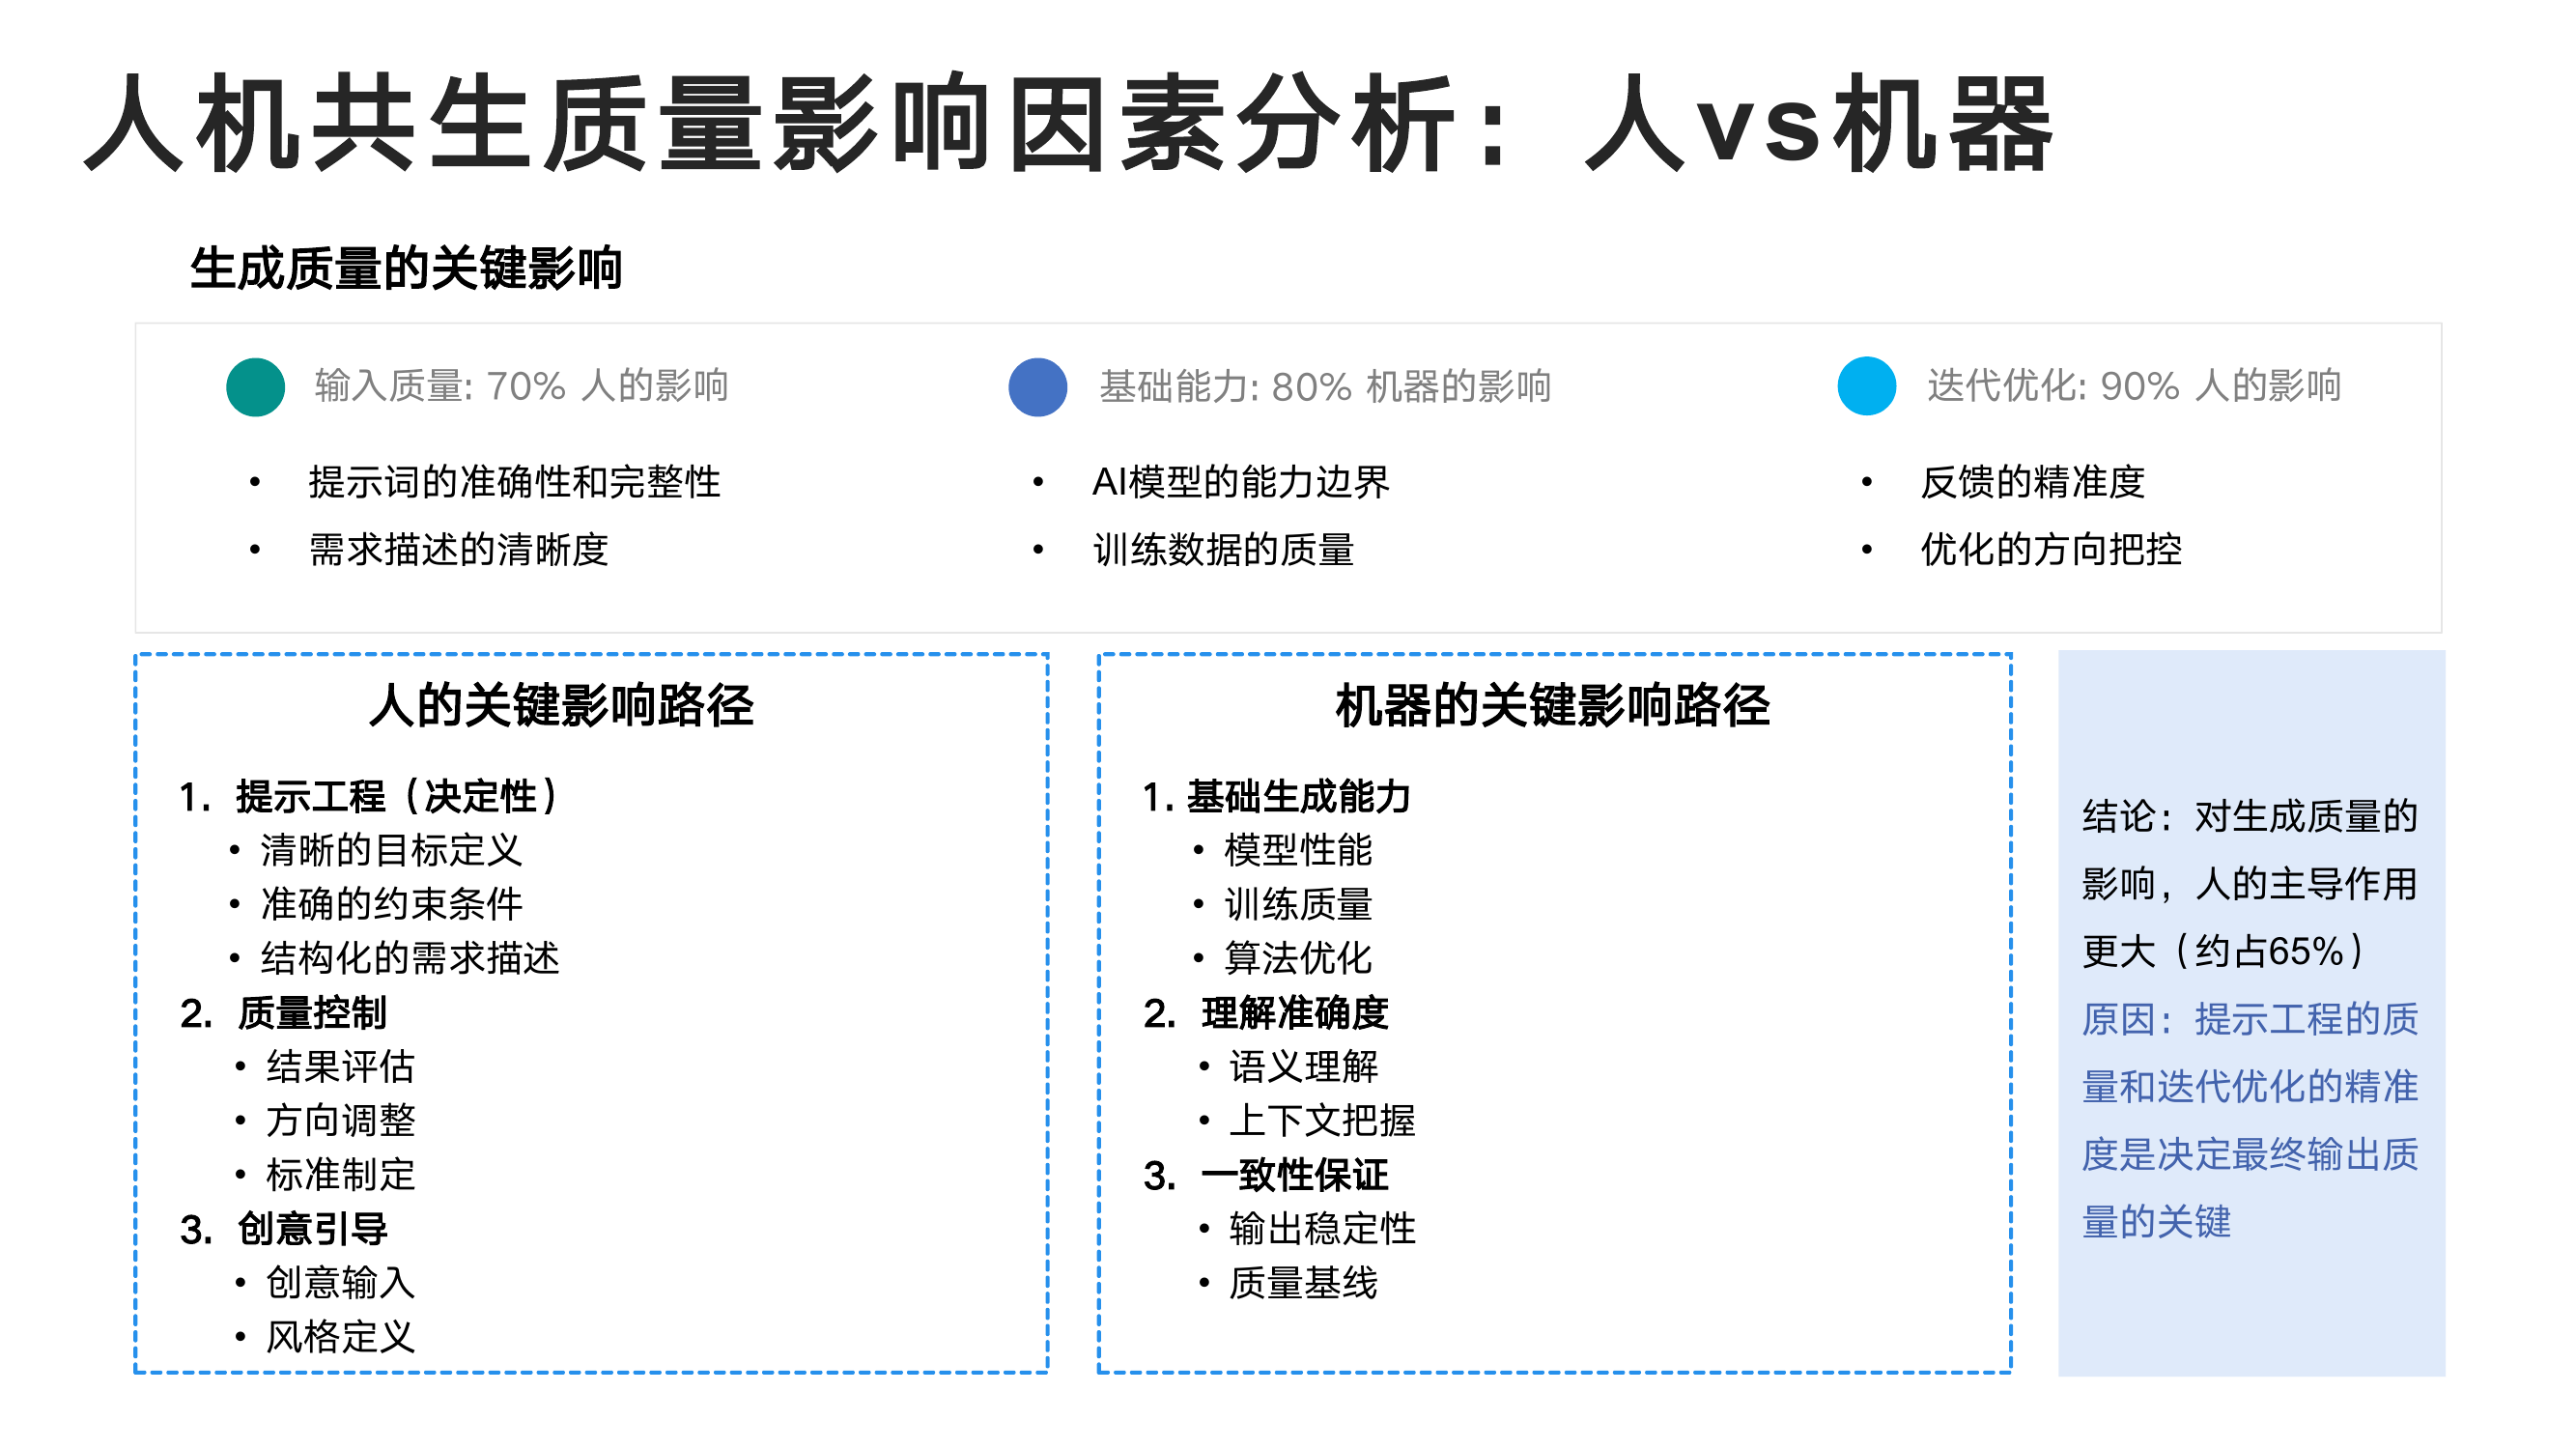 人机共生质量影响因素分析：人vs机器
生成质量的关键影响
输入质量: 70% 人的影响
• 提示词的准确性和完整性
• 需求描述的清晰度
基础能力: 80% 机器的影响
• AI模型的能力边界
• 训练数据的质量
迭代优化: 90% 人的影响
• 反馈的精准度
• 优化的方向把控
人的关键影响路径
1. 提示工程（决定性）
• 清晰的目标定义
• 准确的约束条件
• 结构化的需求描述
2. 质量控制
• 结果评估
• 方向调整
• 标准制定
3. 创意引导
• 创意输入
• 风格定义
机器的关键影响路径
1. 基础生成能力
• 模型性能
• 训练质量
• 算法优化
2. 理解准确度
• 语义理解
• 上下文把握
3. 一致性保证
• 输出稳定性
• 质量基线
结论：对生成质量的
影响，人的主导作用
更大（约占65%）
原因：提示工程的质
量和迭代优化的精准
度是决定最终输出质
量的关键